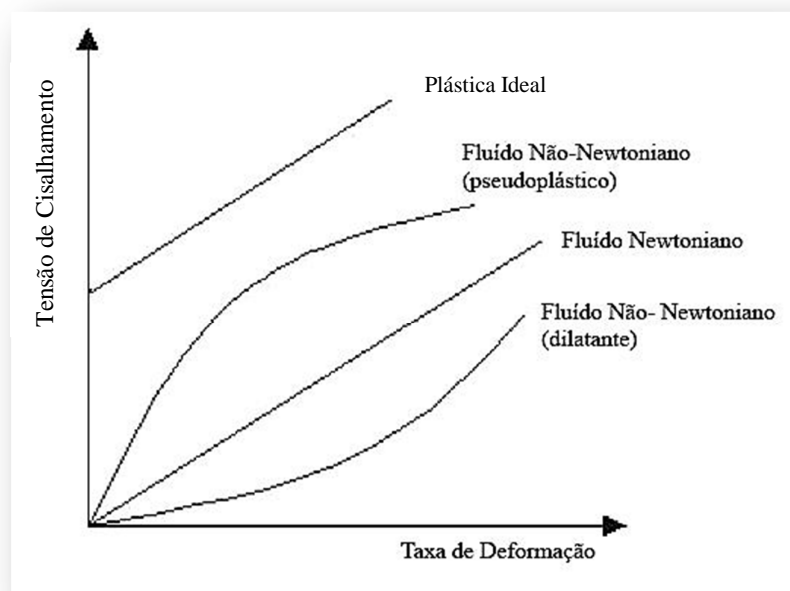 Tensão de Cisalhamento
Plástica Ideal
Fluído Não-Newtoniano
(pseudoplástico)
Fluído Newtoniano
Fluído Não- Newtoniano
(dilatante)
Taxa de Deformação